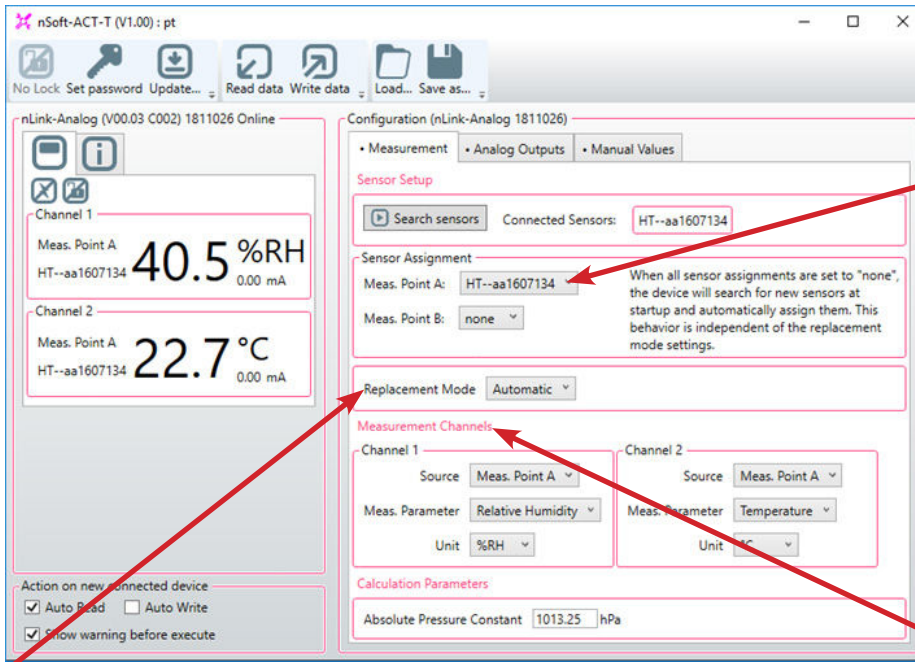 nSoft-ACT-T (V1.00) : pt
No Lock Set password Update... Read data Write data Load... Save as...
nLink-Analog (V00.03 C002) 1811026 Online
Channel 1
Meas. Point A
HT--aa1607134
40.5 %RH
0.00 mA
Channel 2
Meas. Point A
HT--aa1607134
22.7 °C
0.00 mA
Action on new connected device
Auto Read Auto Write
Show warning before execute
Configuration (nLink-Analog 1811026)
• Measurement • Analog Outputs • Manual Values
Sensor Setup
Search sensors Connected Sensors: HT--aa1607134
Sensor Assignment
Meas. Point A: HT--aa1607134
Meas. Point B: none
When all sensor assignments are set to "none",
the device will search for new sensors at
startup and automatically assign them. This
behavior is independent of the replacement
mode settings.
Replacement Mode Automatic
Measurement Channels
Channel 1
Source Meas. Point A
Meas. Parameter Relative Humidity
Unit %RH
Channel 2
Source Meas. Point A
Meas. Parameter Temperature
Unit °C
Calculation Parameters
Absolute Pressure Constant 1013.25 hPa